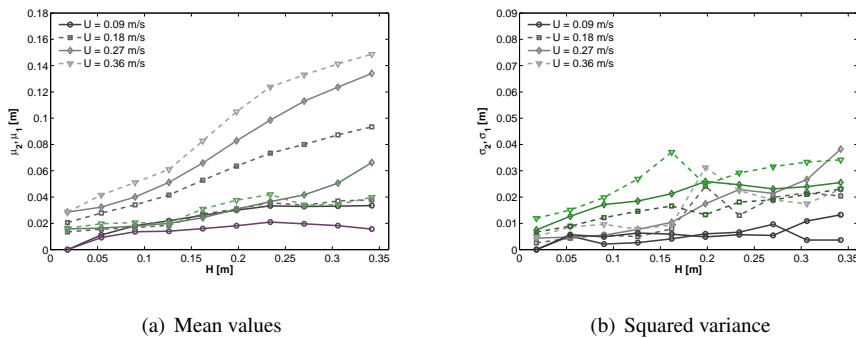 0.18
0.16
0.14
0.12
0.1
0.08
0.06
0.04
0.02
0
μ2, μ1 [m]
U = 0.09 m/s
U = 0.18 m/s
U = 0.27 m/s
U = 0.36 m/s
0 0.05 0.1 0.15 0.2 0.25 0.3 0.35
H [m]
(a) Mean values
0.09
0.08
0.07
0.06
0.05
0.04
0.03
0.02
0.01
0
σ2, σ1 [m]
U = 0.09 m/s
U = 0.18 m/s
U = 0.27 m/s
U = 0.36 m/s
0 0.05 0.1 0.15 0.2 0.25 0.3 0.35
H [m]
(b) Squared variance